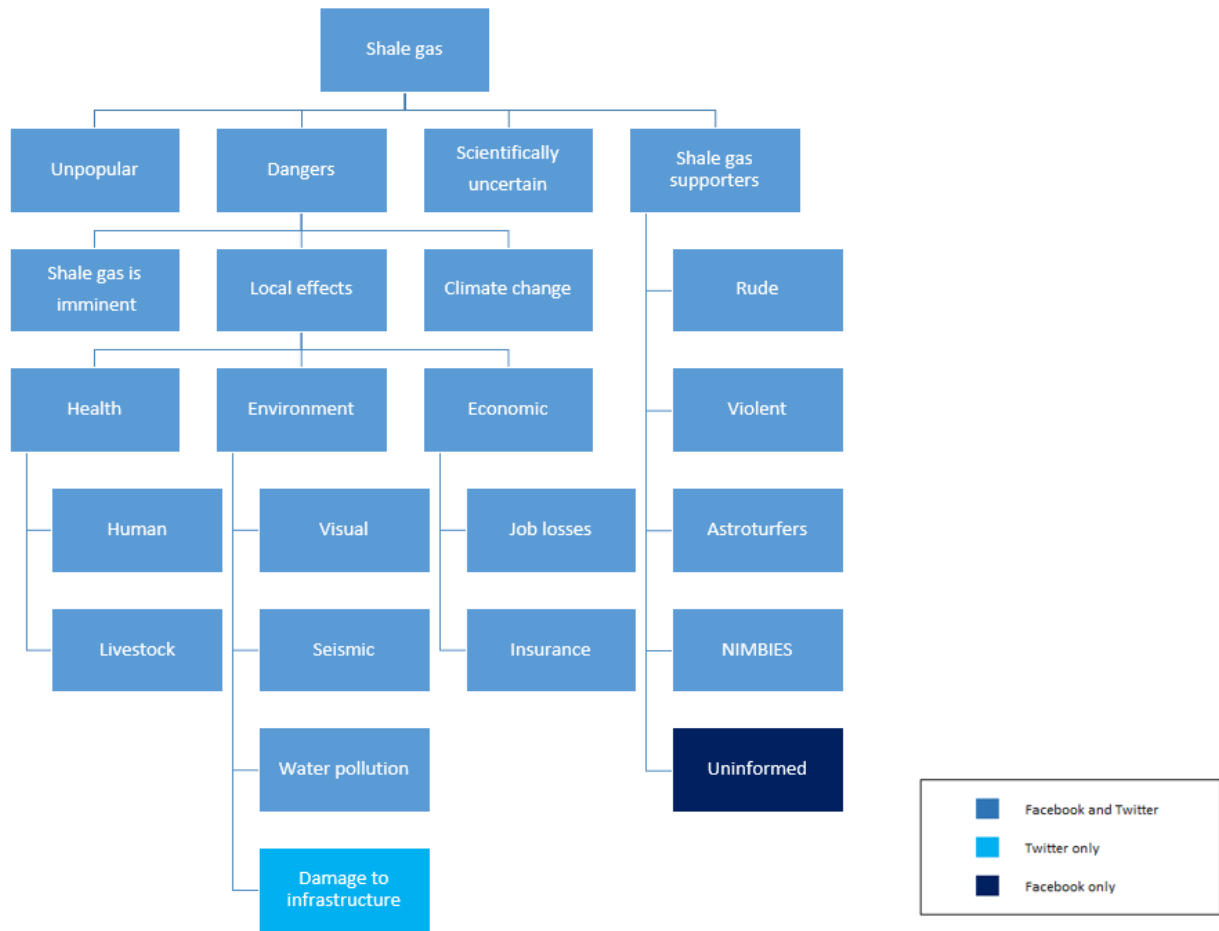 Shale gas
Unpopular
Dangers
Scientifically
uncertain
Shale gas
supporters
Shale gas is
imminent
Local effects
Climate change
Rude
Health
Environment
Economic
Violent
Human
Visual
Job losses
Astroturfers
Livestock
Seismic
Insurance
NIMBIES
Water pollution
Uninformed
Damage to
infrastructure
Facebook and Twitter
Twitter only
Facebook only